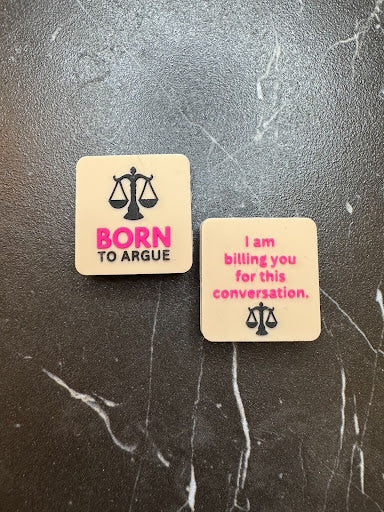 BORN
TO ARGUE
I am
billing you
for this
conversation.